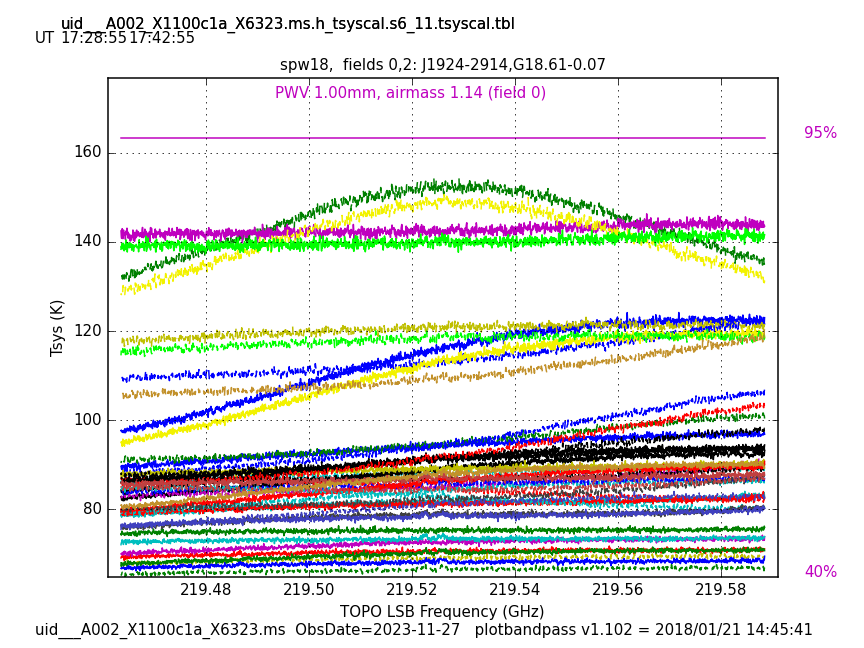 uid___A002_X1100c1a_X6323.ms.h_tsyscal.s6_11.tsyscal.tbl
UT 17:28:55 17:42:55
spw18, fields 0,2: J1924-2914,G18.61-0.07
PWV 1.00mm, airmass 1.14 (field 0)
95%
160
140
120
100
80
Tsys (K)
40%
219.48 219.50 219.52 219.54 219.56 219.58
TOPO LSB Frequency (GHz)
uid___A002_X1100c1a_X6323.ms ObsDate=2023-11-27 plotbandpass v1.102 = 2018/01/21 14:45:41